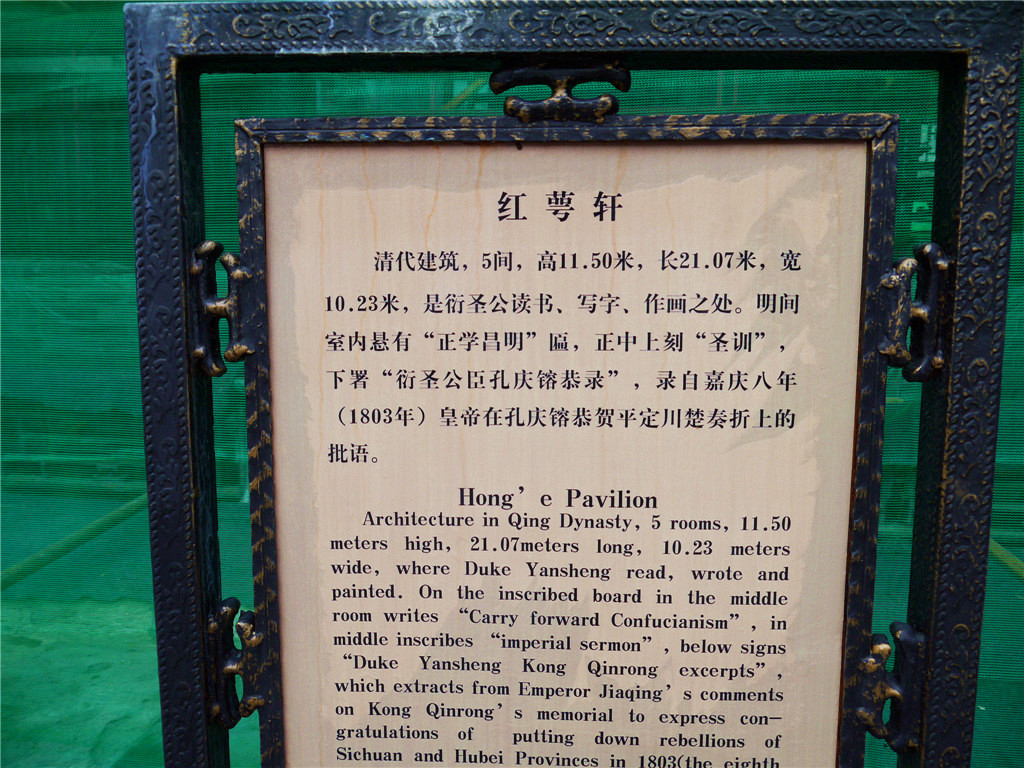 红萼轩
清代建筑，5间，高11.50米，长21.07米，宽
10.23米，是衍圣公读书、写字、作画之处。明间
室内悬有“正学昌明”匾，正中上刻“圣训”，
下署“衍圣公臣孔庆镕恭录”，录自嘉庆八年
（1803年）皇帝在孔庆镕恭贺平定川楚奏折上的
批语。
Hong’e Pavilion
Architecture in Qing Dynasty, 5 rooms, 11.50
meters high, 21.07meters long, 10.23 meters
wide, where Duke Yansheng read, wrote and
painted. On the inscribed board in the middle
room writes “Carry forward Confucianism”, in
middle inscribes “imperial sermon”, below signs
“Duke Yansheng Kong Qinrong excerpts”,
which extracts from Emperor Jiaqing’s comments
on Kong Qinrong’s memorial to express con-
gratulations of putting down rebellions of
Sichuan and Hubei Provinces in 1803(the eighth